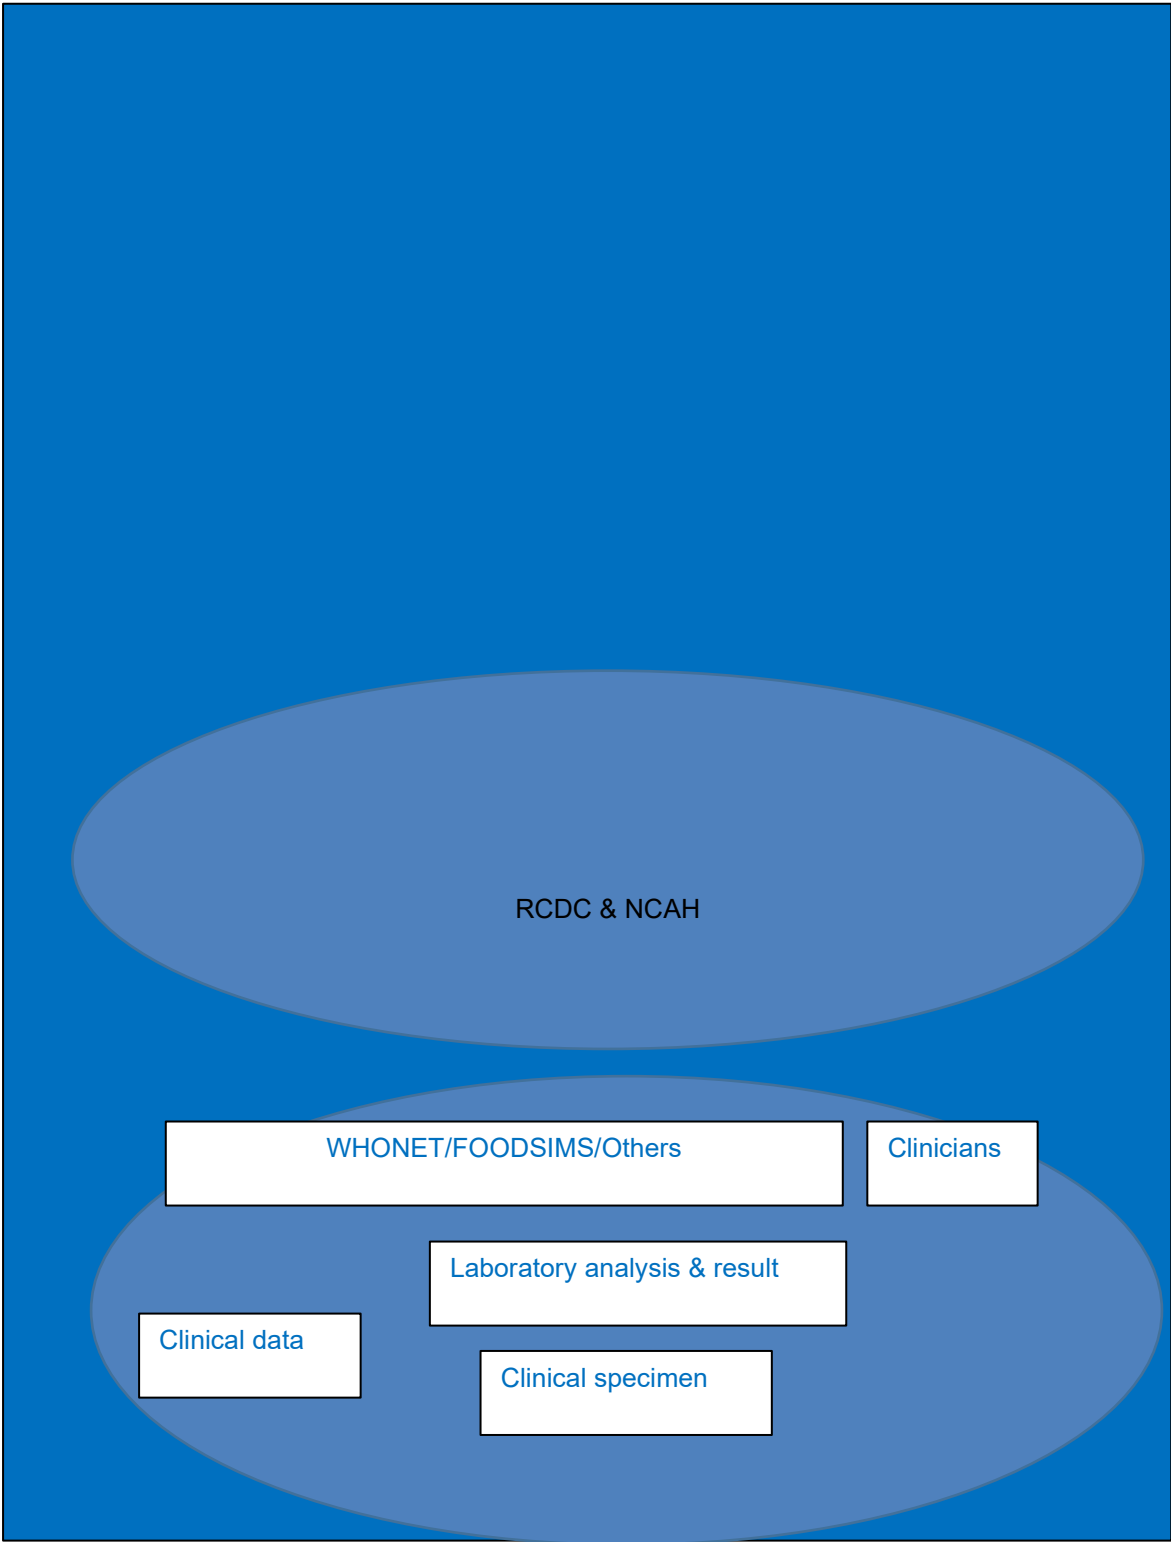 RCDC & NCAH
WHONET/FOODSIMS/Others
Clinicians
Laboratory analysis & result
Clinical data
Clinical specimen